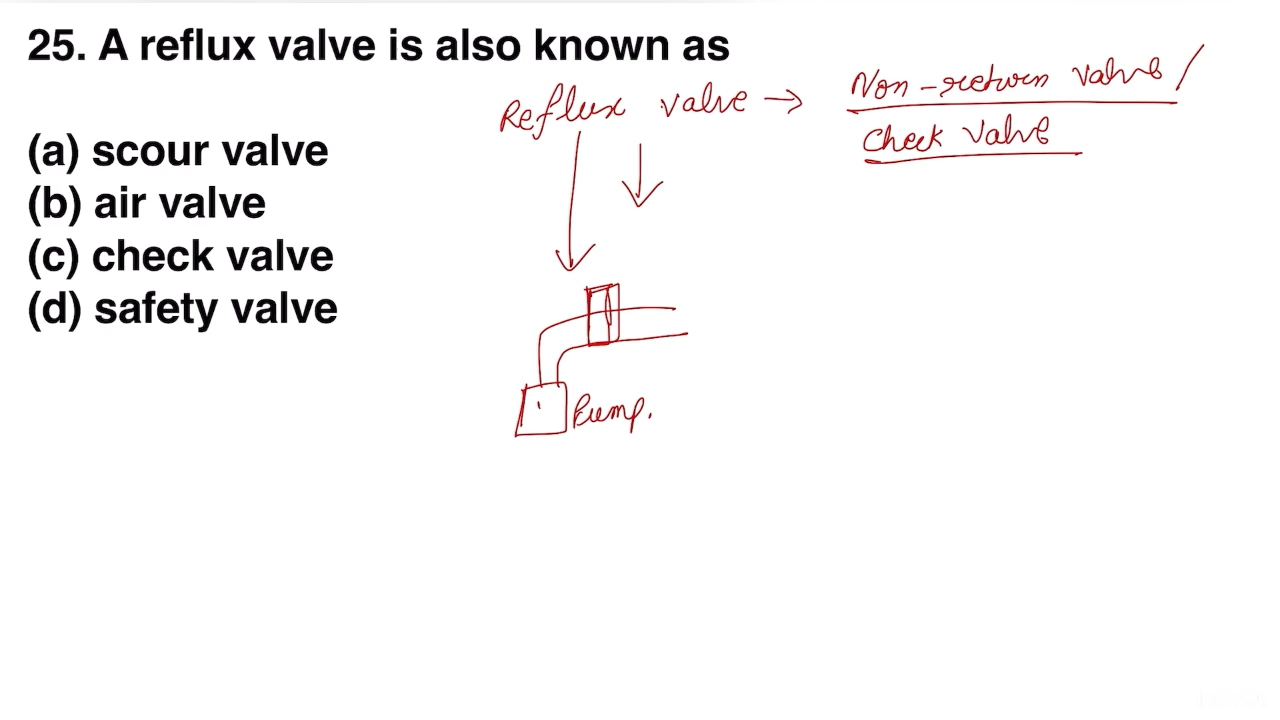 25. A reflux valve is also known as
Reflux valve → Non-return valve /
check valve
(a) scour valve
(b) air valve
(c) check valve
(d) safety valve
Pump.